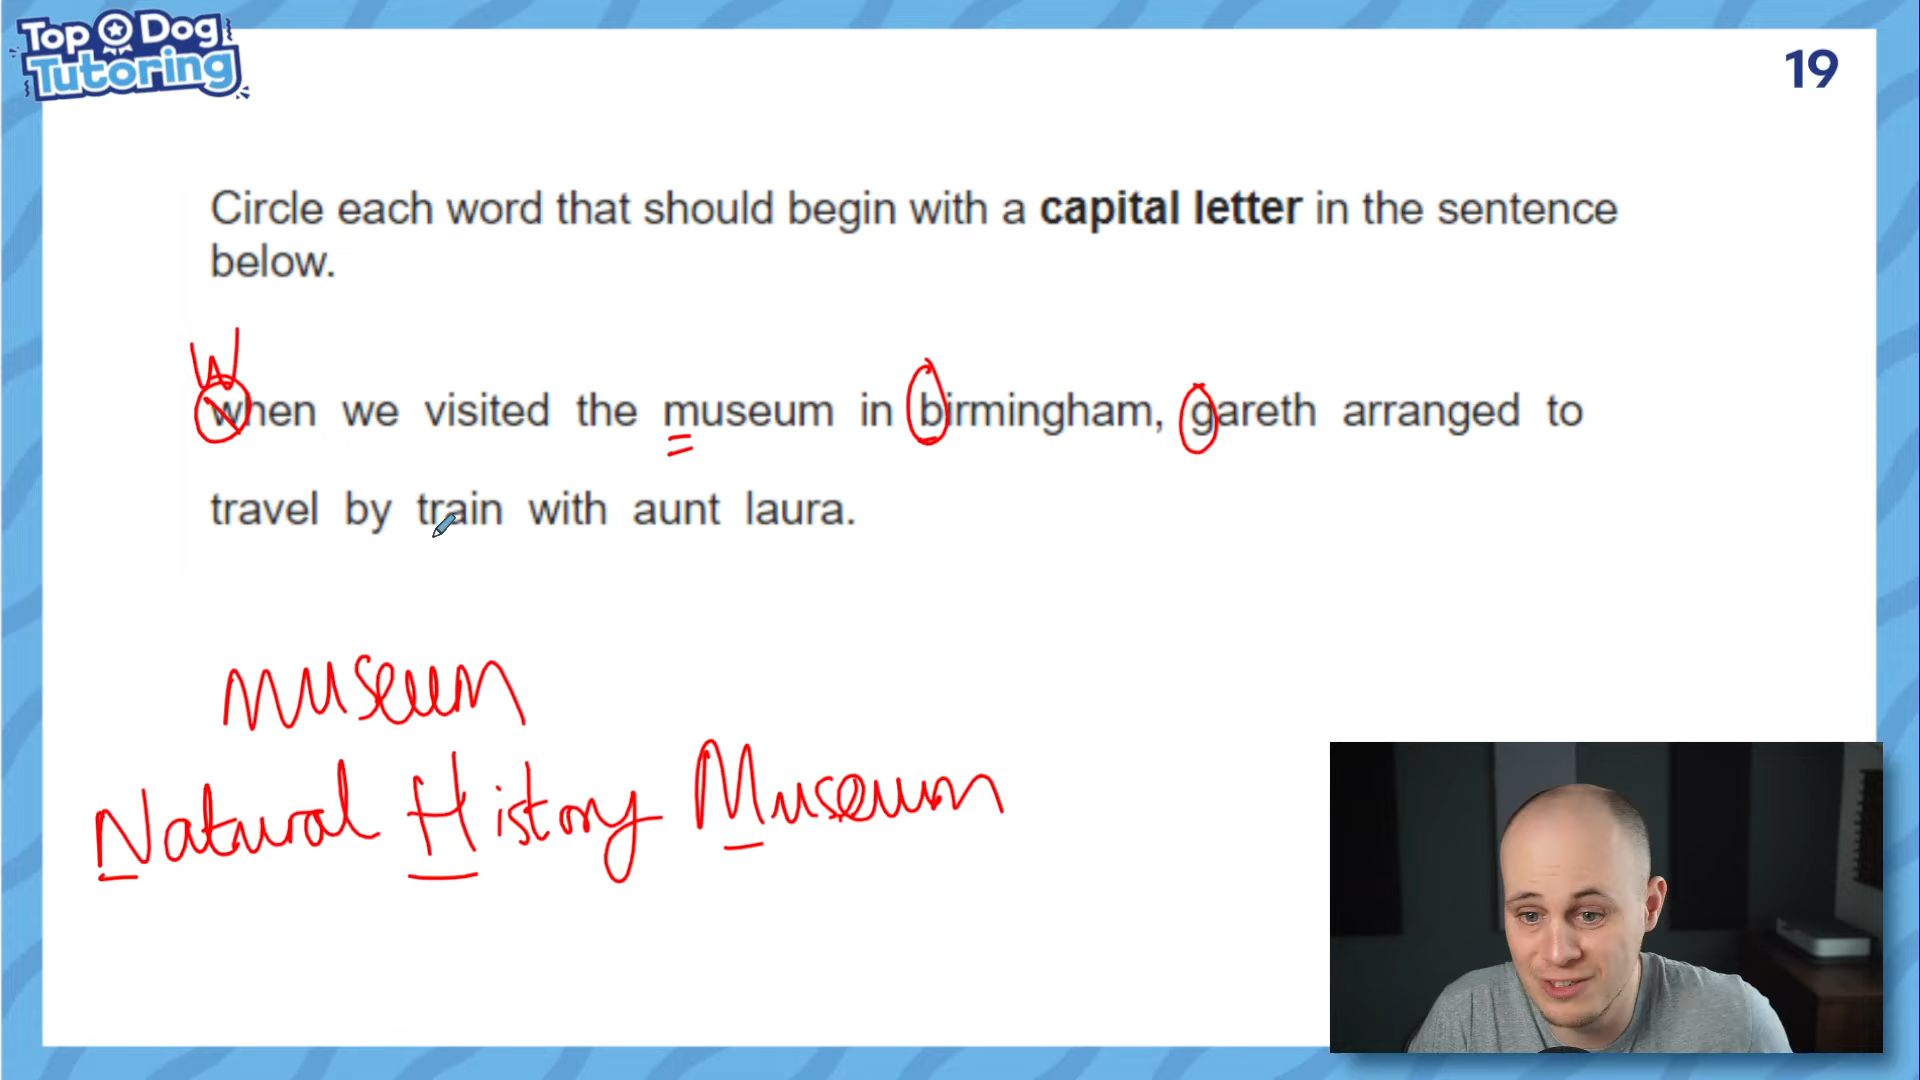 Top Dog
Tutoring
19
Circle each word that should begin with a capital letter in the sentence
below.
W
when we visited the museum in birmingham, gareth arranged to
travel by train with aunt laura.
museum
Natural History Museum